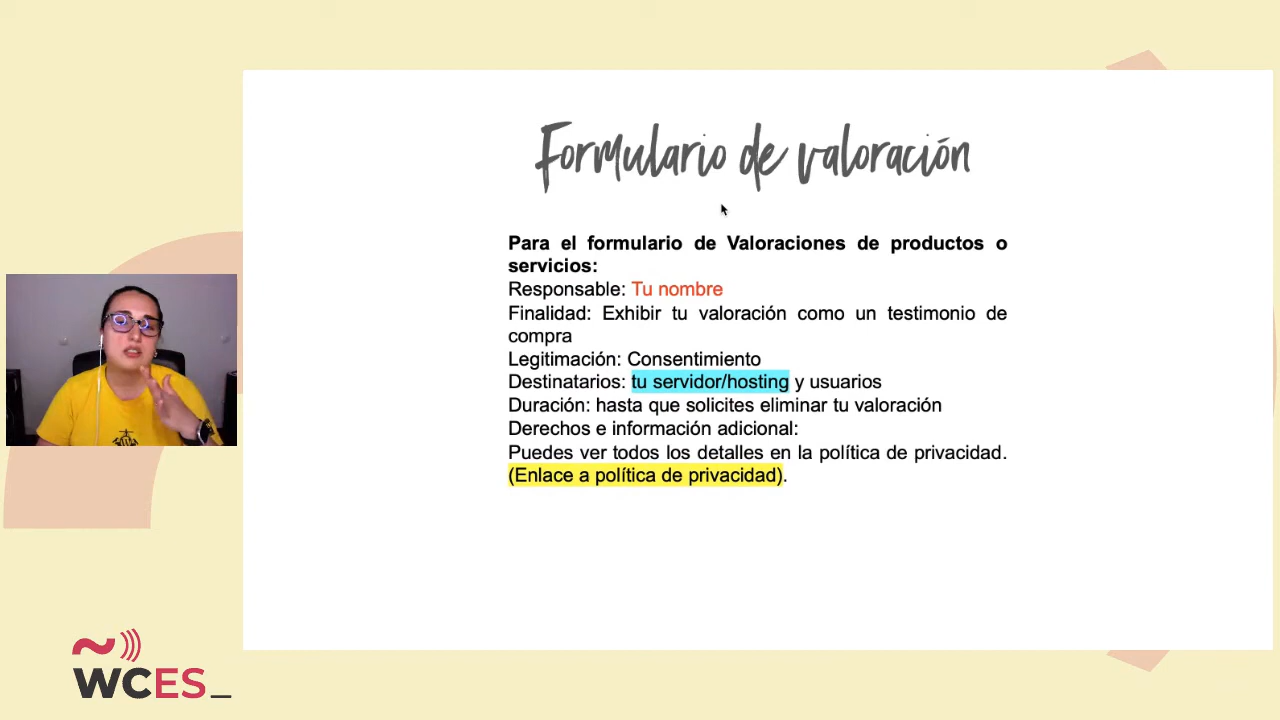 Formulario de valoración
Para el formulario de Valoraciones de productos o
servicios:
Responsable: Tu nombre
Finalidad: Exhibir tu valoración como un testimonio de
compra
Legitimación: Consentimiento
Destinatarios: tu servidor/hosting y usuarios
Duración: hasta que solicites eliminar tu valoración
Derechos e información adicional:
Puedes ver todos los detalles en la política de privacidad.
(Enlace a política de privacidad).
WCES_